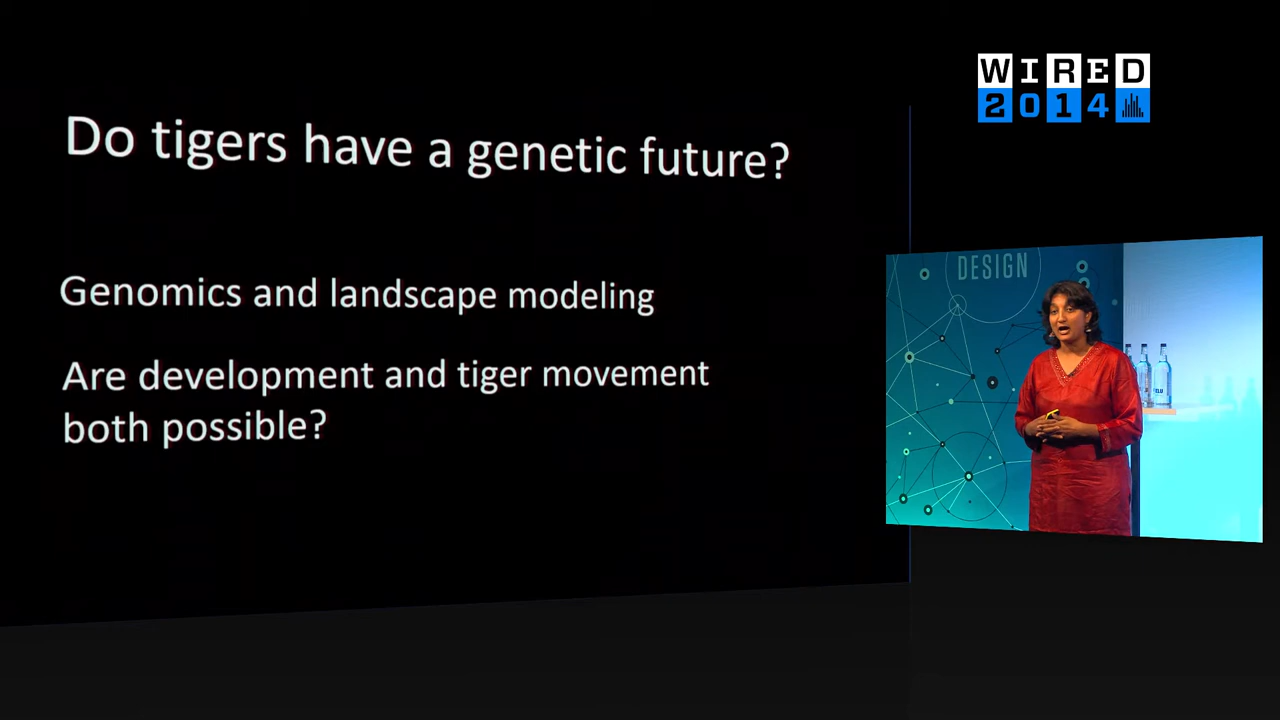 WIRED
2014
Do tigers have a genetic future?
Genomics and landscape modeling
Are development and tiger movement
both possible?
DESIGN